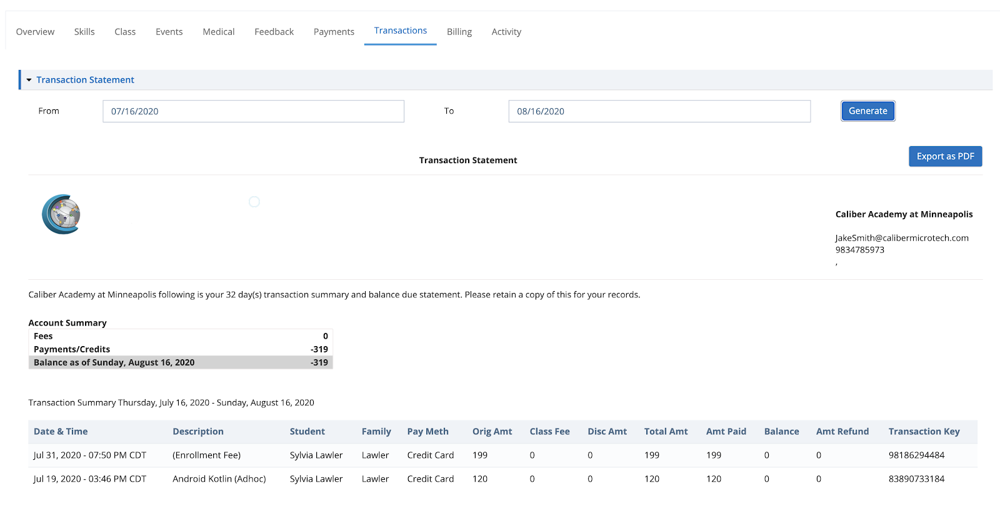 Overview Skills Class Events Medical Feedback Payments Transactions Billing Activity
Transaction Statement
From 07/16/2020 To 08/16/2020 Generate
Export as PDF
Transaction Statement
Caliber Academy at Minneapolis
JakeSmith@calibermicrotech.com
9834785973
,
Caliber Academy at Minneapolis following is your 32 day(s) transaction summary and balance due statement. Please retain a copy of this for your records.
Account Summary
Fees 0
Payments/Credits -319
Balance as of Sunday, August 16, 2020 -319
Transaction Summary Thursday, July 16, 2020 - Sunday, August 16, 2020
Date & Time Description Student Family Pay Meth Orig Amt Class Fee Disc Amt Total Amt Amt Paid Balance Amt Refund Transaction Key
Jul 31, 2020 - 07:50 PM CDT (Enrollment Fee) Sylvia Lawler Lawler Credit Card 199 0 0 199 199 0 0 98186294484
Jul 19, 2020 - 03:46 PM CDT Android Kotlin (Adhoc) Sylvia Lawler Lawler Credit Card 120 0 0 120 120 0 0 83890733184